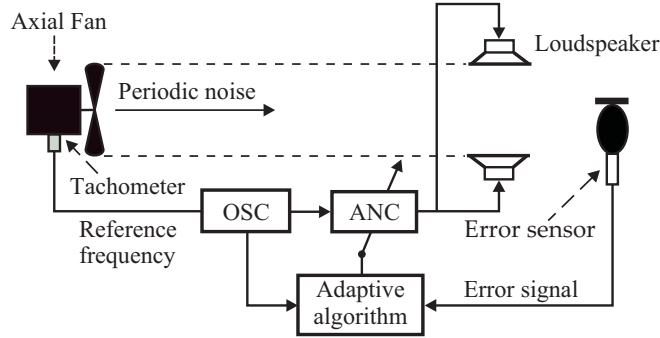 Axial Fan
Loudspeaker
Periodic noise
Tachometer
OSC
ANC
Reference
frequency
Error sensor
Adaptive
algorithm
Error signal